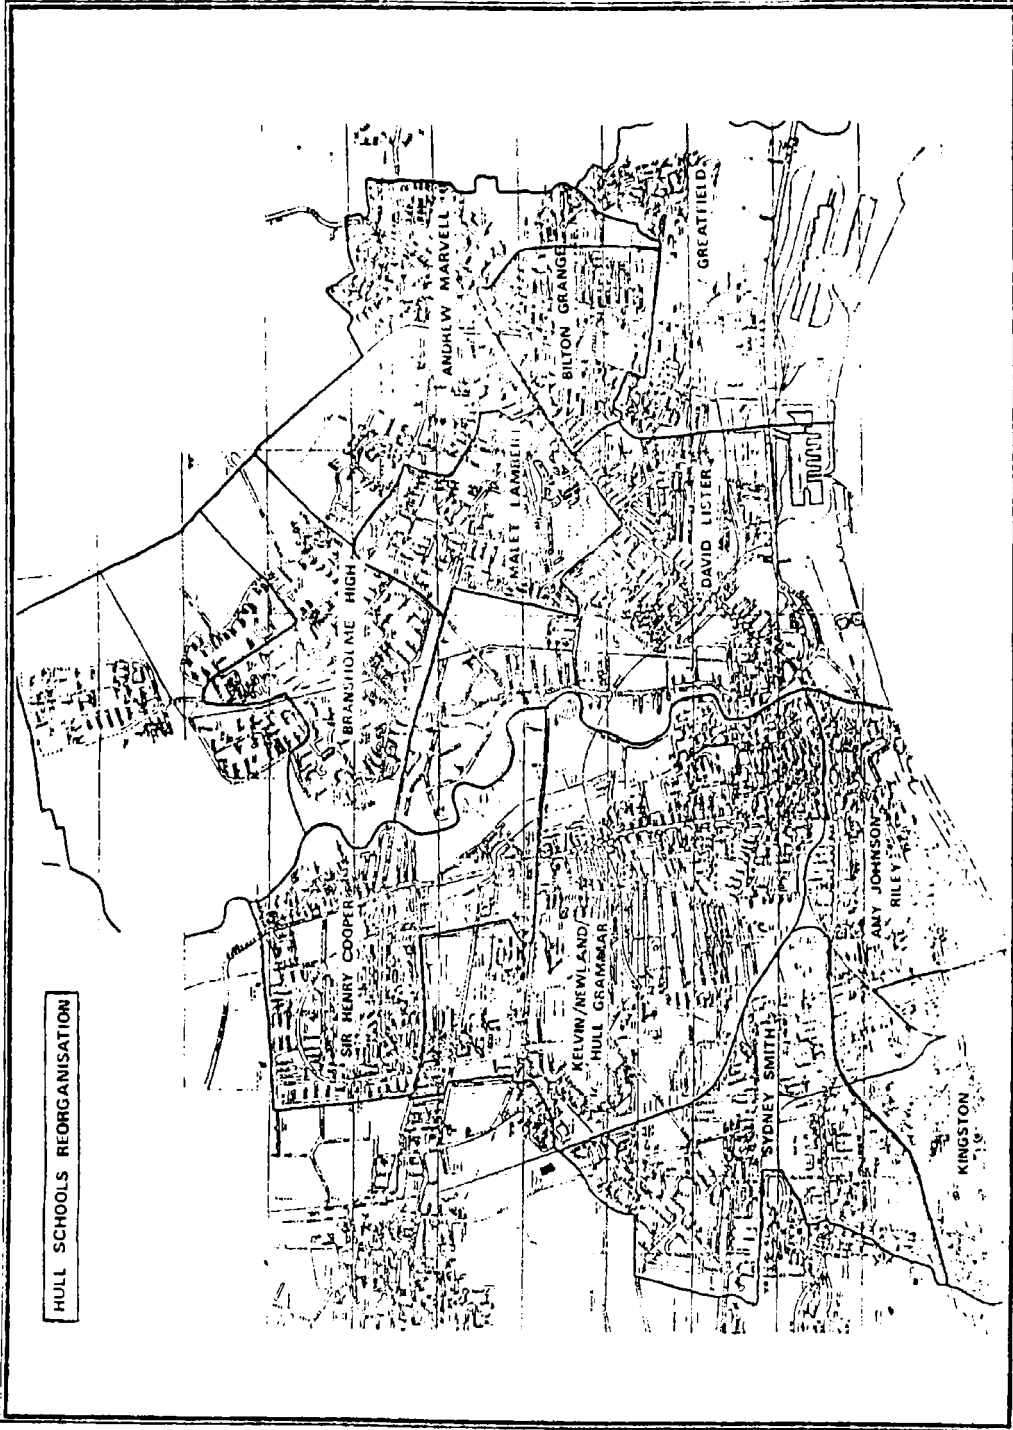 HULL SCHOOLS REORGANISATION
ANDREW MARVELL
BRANSHOLME HIGH
SIR HENRY COOPER
MALET LAMBERT
BILTON GRANGE
KELVIN/NEWLAND/
HULL GRAMMAR
GREATFIELD
DAVID LISTER
SYDNEY SMITH
AMY JOHNSON
RILEY
KINGSTON